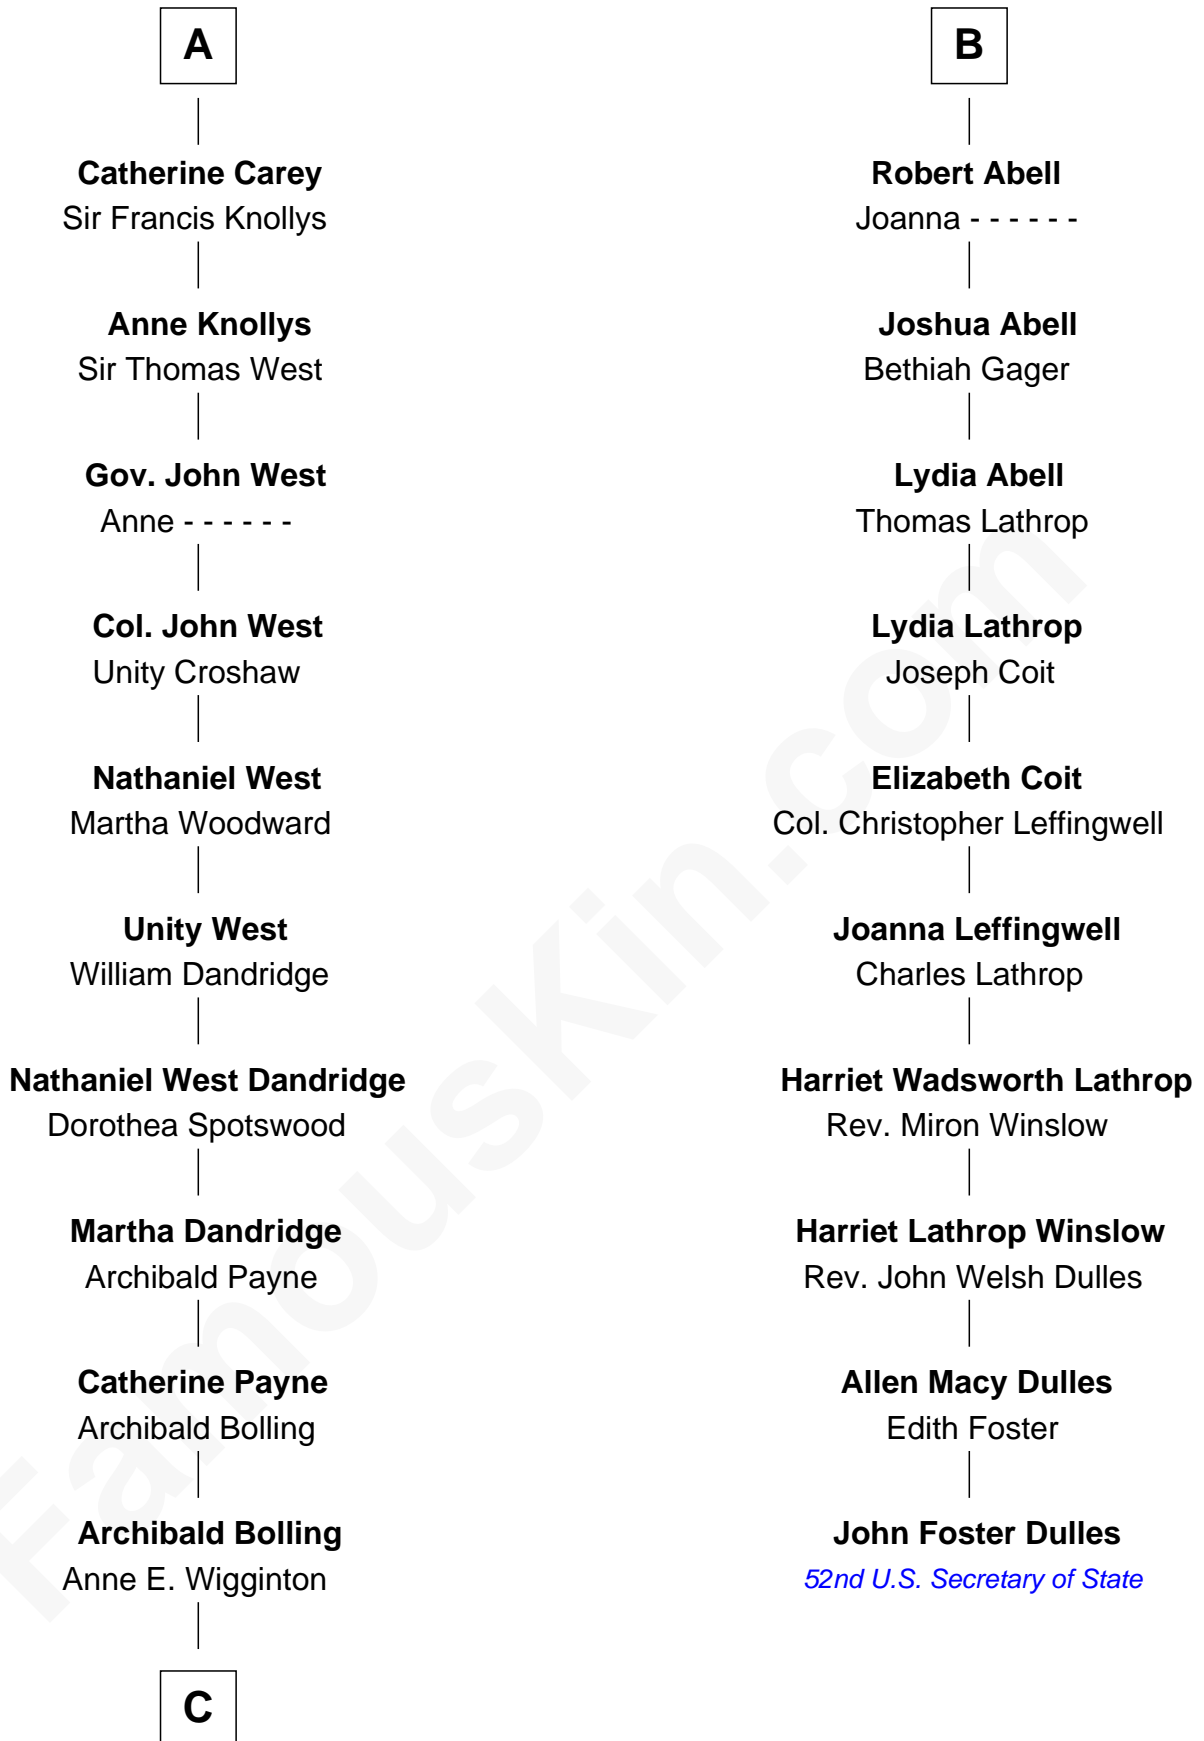 A
Catherine Carey
Sir Francis Knollys
Anne Knollys
Sir Thomas West
Gov. John West
Anne - - - - - -
Col. John West
Unity Croshaw
Nathaniel West
Martha Woodward
Unity West
William Dandridge
Nathaniel West Dandridge
Dorothea Spotswood
Martha Dandridge
Archibald Payne
Catherine Payne
Archibald Bolling
Archibald Bolling
Anne E. Wigginton
C
B
Robert Abell
Joanna - - - - - -
Joshua Abell
Bethiah Gager
Lydia Abell
Thomas Lathrop
Lydia Lathrop
Joseph Coit
Elizabeth Coit
Col. Christopher Leffingwell
Joanna Leffingwell
Charles Lathrop
Harriet Wadsworth Lathrop
Rev. Miron Winslow
Harriet Lathrop Winslow
Rev. John Welsh Dulles
Allen Macy Dulles
Edith Foster
John Foster Dulles
52nd U.S. Secretary of State
FamousKin.com